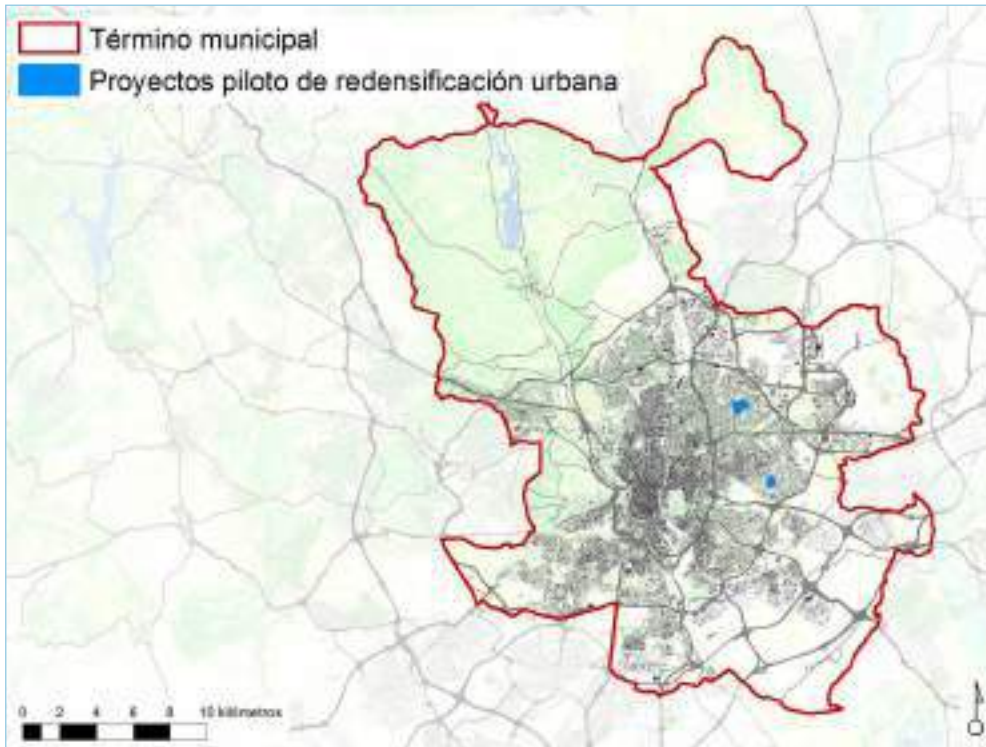 Término municipal
Proyectos piloto de redensificación urbana
0 2 4 6 8 10 kilómetros